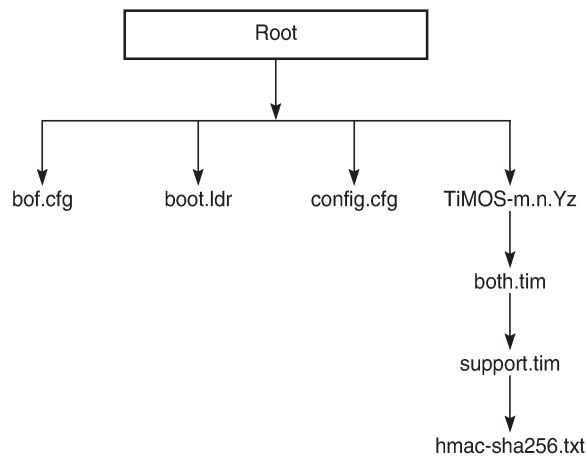 Root
bof.cfg boot.ldr config.cfg TiMOS-m.n.Yz
both.tim
support.tim
hmac-sha256.txt